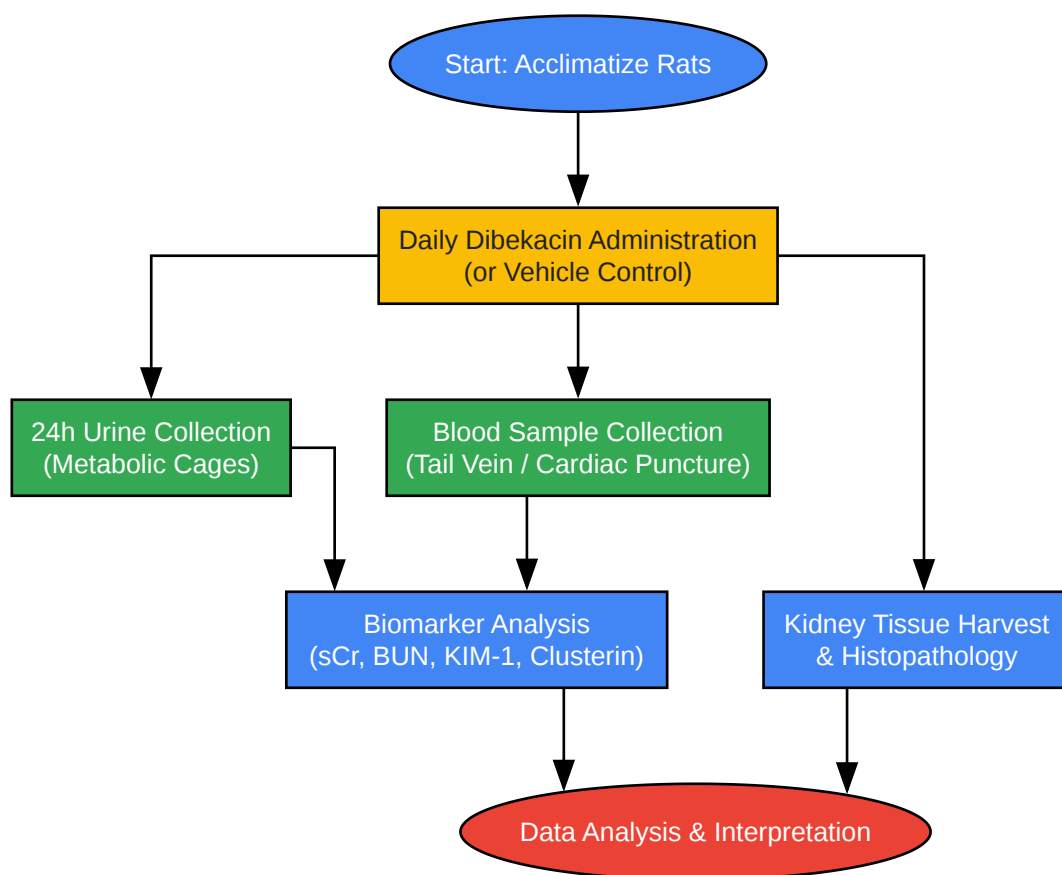 Start: Acclimatize Rats
Daily Dibekacin Administration
(or Vehicle Control)
24h Urine Collection
(Metabolic Cages)
Blood Sample Collection
(Tail Vein / Cardiac Puncture)
Biomarker Analysis
(sCr, BUN, KIM-1, Clusterin)
Kidney Tissue Harvest
& Histopathology
Data Analysis & Interpretation